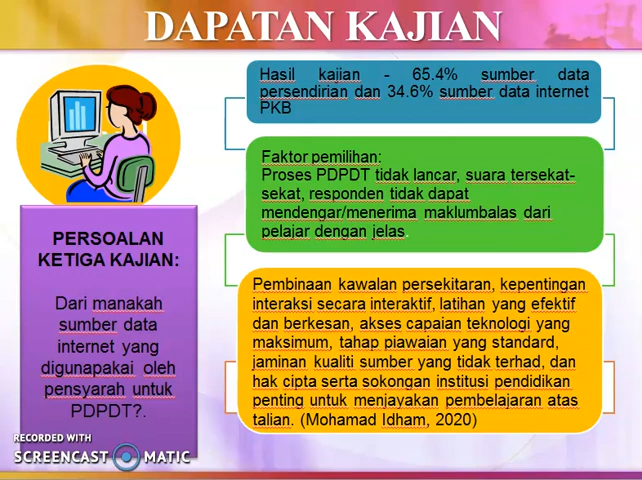 DAPATAN KAJIAN
PERSOALAN
KETIGA KAJIAN:
Dari manakah
sumber data
internet yang
digunapakai oleh
pensyarah untuk
PDPDT?.
Hasil kajian - 65.4% sumber data
persendirian dan 34.6% sumber data internet
PKB
Faktor pemilihan:
Proses PDPDT tidak lancar, suara tersekat-
sekat, responden tidak dapat
mendengar/menerima maklumbalas dari
pelajar dengan jelas.
Pembinaan kawalan persekitaran, kepentingan
interaksi secara interaktif, latihan yang efektif
dan berkesan, akses capaian teknologi yang
maksimum, tahap piawaian yang standard,
jaminan kualiti sumber yang tidak terhad, dan
hak cipta serta sokongan institusi pendidikan
penting untuk menjayakan pembelajaran atas
talian. (Mohamad Idham, 2020)
RECORDED WITH
SCREENCAST MATIC